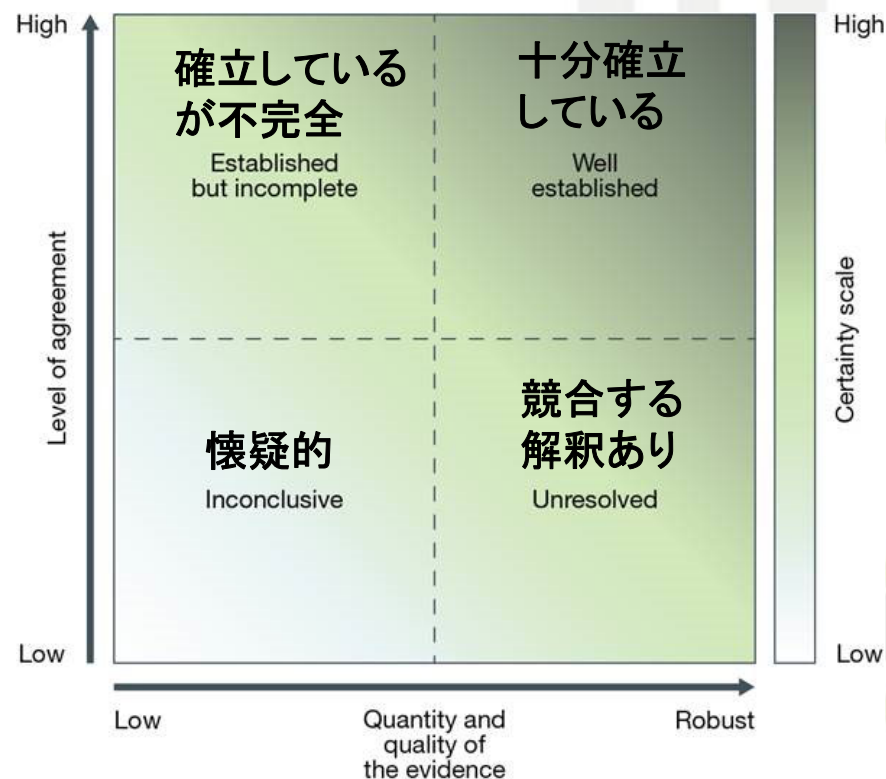 High
確立している
が不完全
Established
but incomplete
十分確立
している
Well
established
High
Level of agreement
Certainty scale
懐疑的
Inconclusive
競合する
解釈あり
Unresolved
Low
Low
Low
Quantity and
quality of
the evidence
Robust